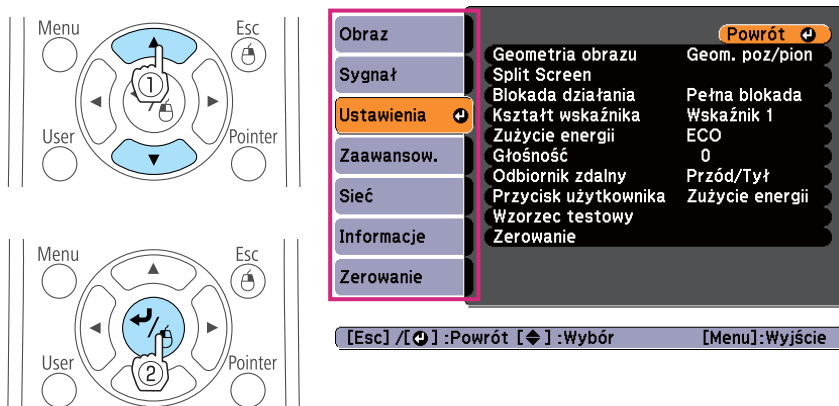 Menu
Esc
1
User
Pointer
Menu
Esc
User
Pointer
2
Obraz
Sygnał
Ustawienia
Zaawansow.
Sieć
Informacje
Zerowanie
Powrót
Geometria obrazu Geom. poz/pion
Split Screen
Blokada działania Pełna blokada
Kształt wskaźnika Wskaźnik 1
Zużycie energii ECO
Głośność 0
Odbiornik zdalny Przód/Tył
Przycisk użytkownika Zużycie energii
Wzorzec testowy
Zerowanie
[Esc] /[ ] :Powrót [ ] :Wybór [Menu]:Wyjście